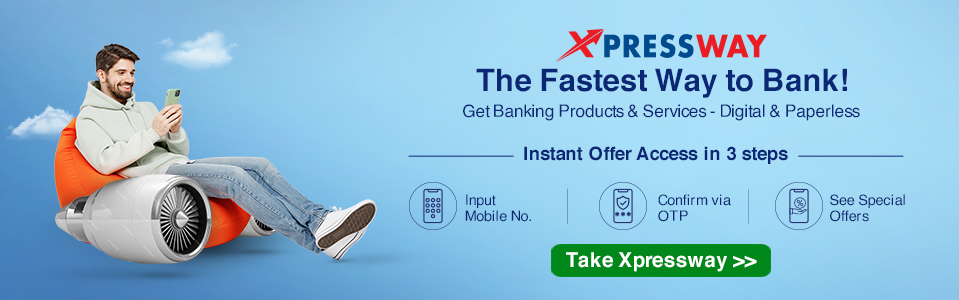 XPRESSWAY
The Fastest Way to Bank!
Get Banking Products & Services - Digital & Paperless
Instant Offer Access in 3 steps
Input
Mobile No.
Confirm via
OTP
See Special
Offers
Take Xpressway >>